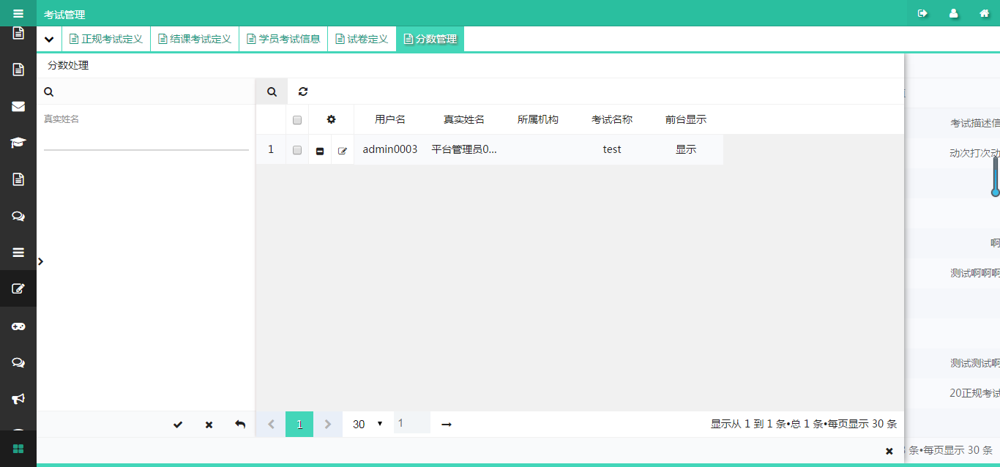 考试管理
正规考试定义 结课考试定义 学员考试信息 试卷定义 分数管理
分数处理
真实姓名
用户名 真实姓名 所属机构 考试名称 前台显示
1 admin0003 平台管理员0... test 显示
考试描述信
动次打次动
啊
测试啊啊啊
测试测试啊
20正规考试
1 30 1 显示从 1 到 1 条•总 1 条•每页显示 30 条
条•每页显示 30 条